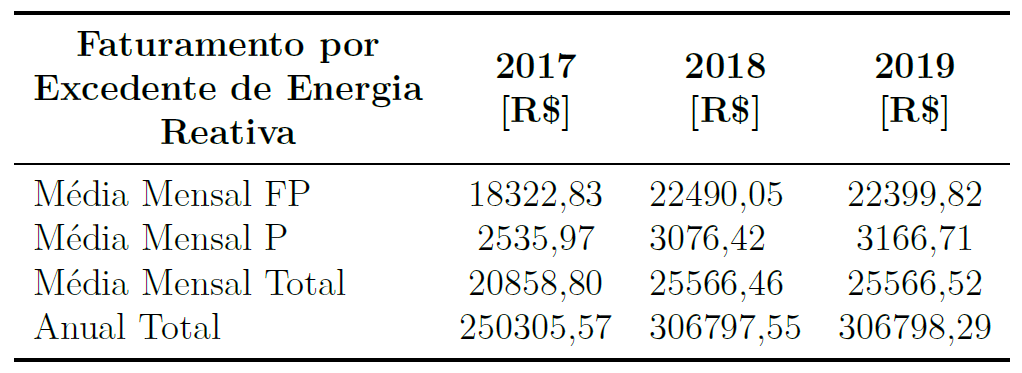 Faturamento por
Excedente de Energia
Reativa
2017
[R$]
2018
[R$]
2019
[R$]
Média Mensal FP 18322,83 22490,05 22399,82
Média Mensal P 2535,97 3076,42 3166,71
Média Mensal Total 20858,80 25566,46 25566,52
Anual Total 250305,57 306797,55 306798,29